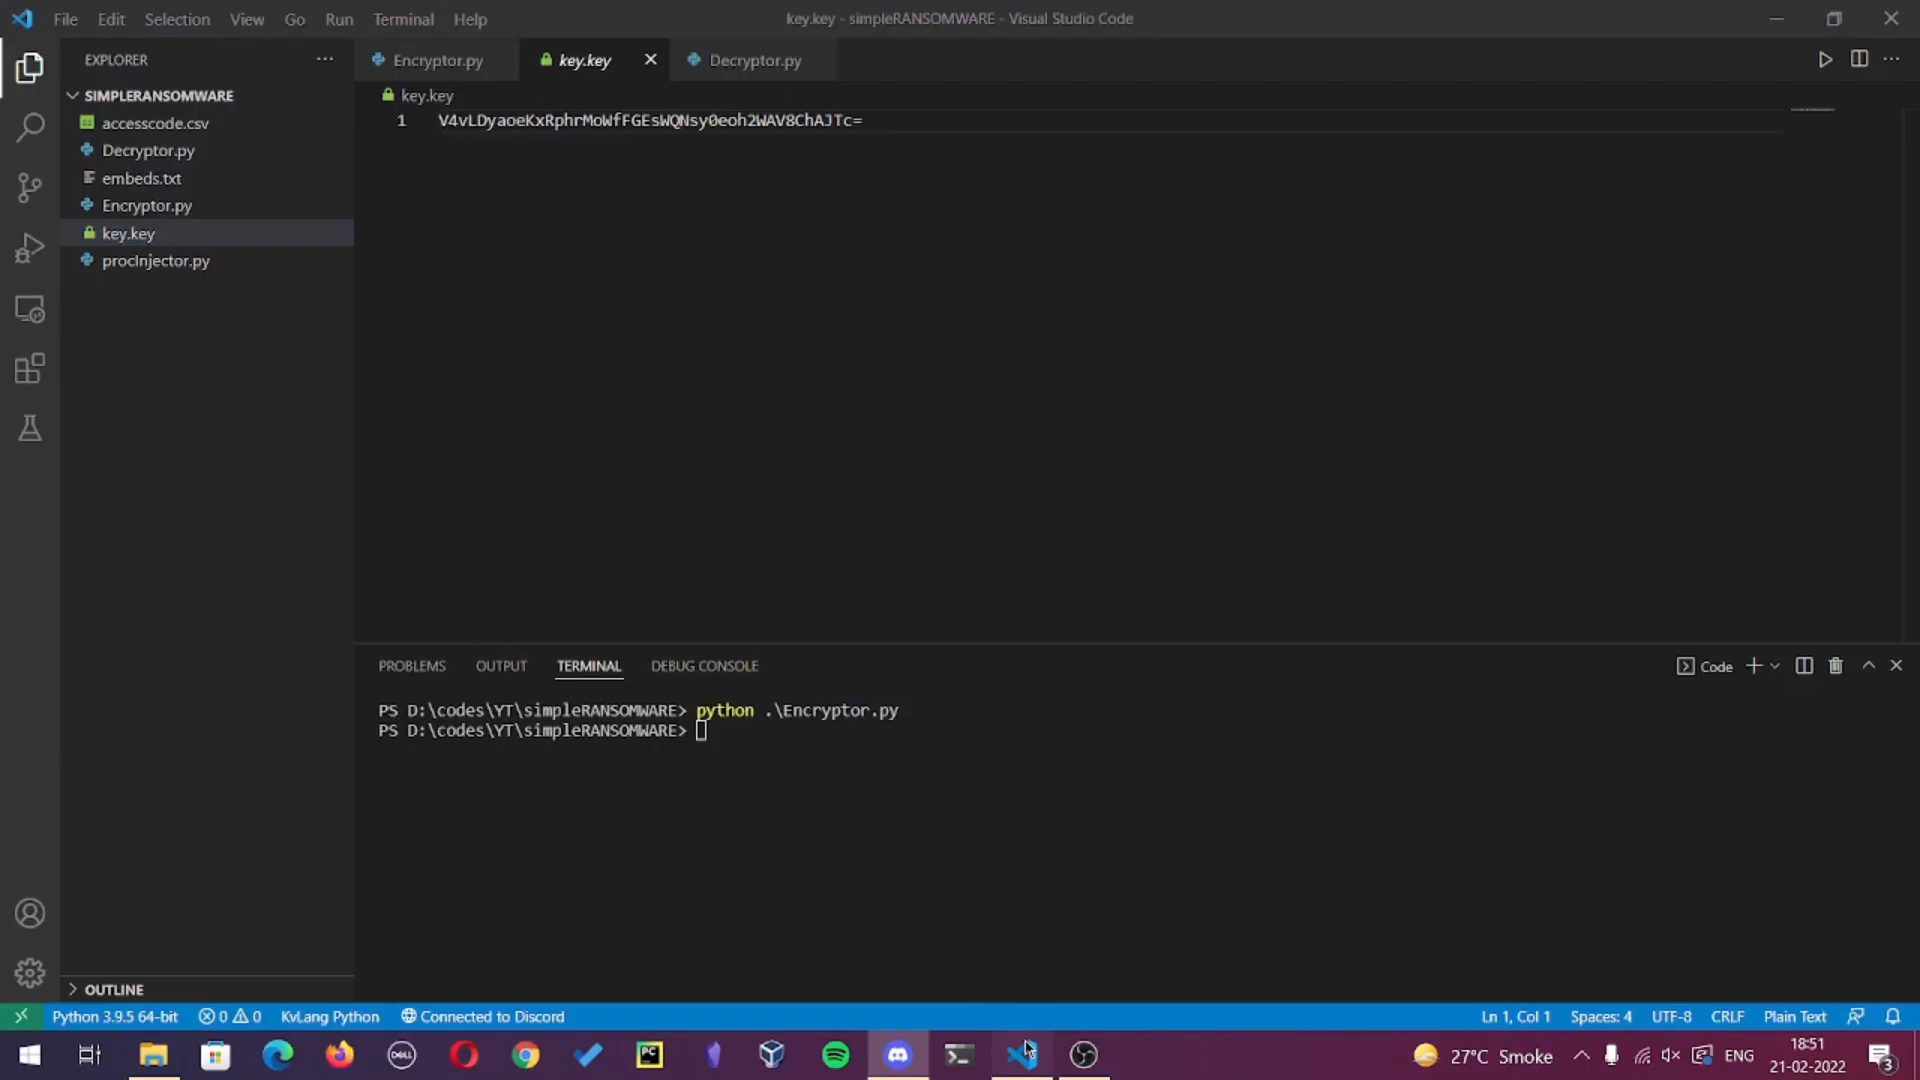 File Edit Selection View Go Run Terminal Help
key.key - simpleRANSOMWARE - Visual Studio Code
EXPLORER
SIMPLERANSOMWARE
accesscode.csv
Decryptor.py
embeds.txt
Encryptor.py
key.key
procInjector.py
OUTLINE
Encryptor.py key.key Decryptor.py
key.key
1 V4vLDyaoeKxRphrMoWfFGEsWQNsy0eoh2WAV8ChAJTc=
PROBLEMS OUTPUT TERMINAL DEBUG CONSOLE
Code
PS D:\codes\YT\simpleRANSOMWARE> python .\Encryptor.py
PS D:\codes\YT\simpleRANSOMWARE>
Python 3.9.5 64-bit 0 0 KvLang Python Connected to Discord
Ln 1, Col 1 Spaces: 4 UTF-8 CRLF Plain Text
DELL
PC
27°C Smoke
ENG
18:51
21-02-2022
3